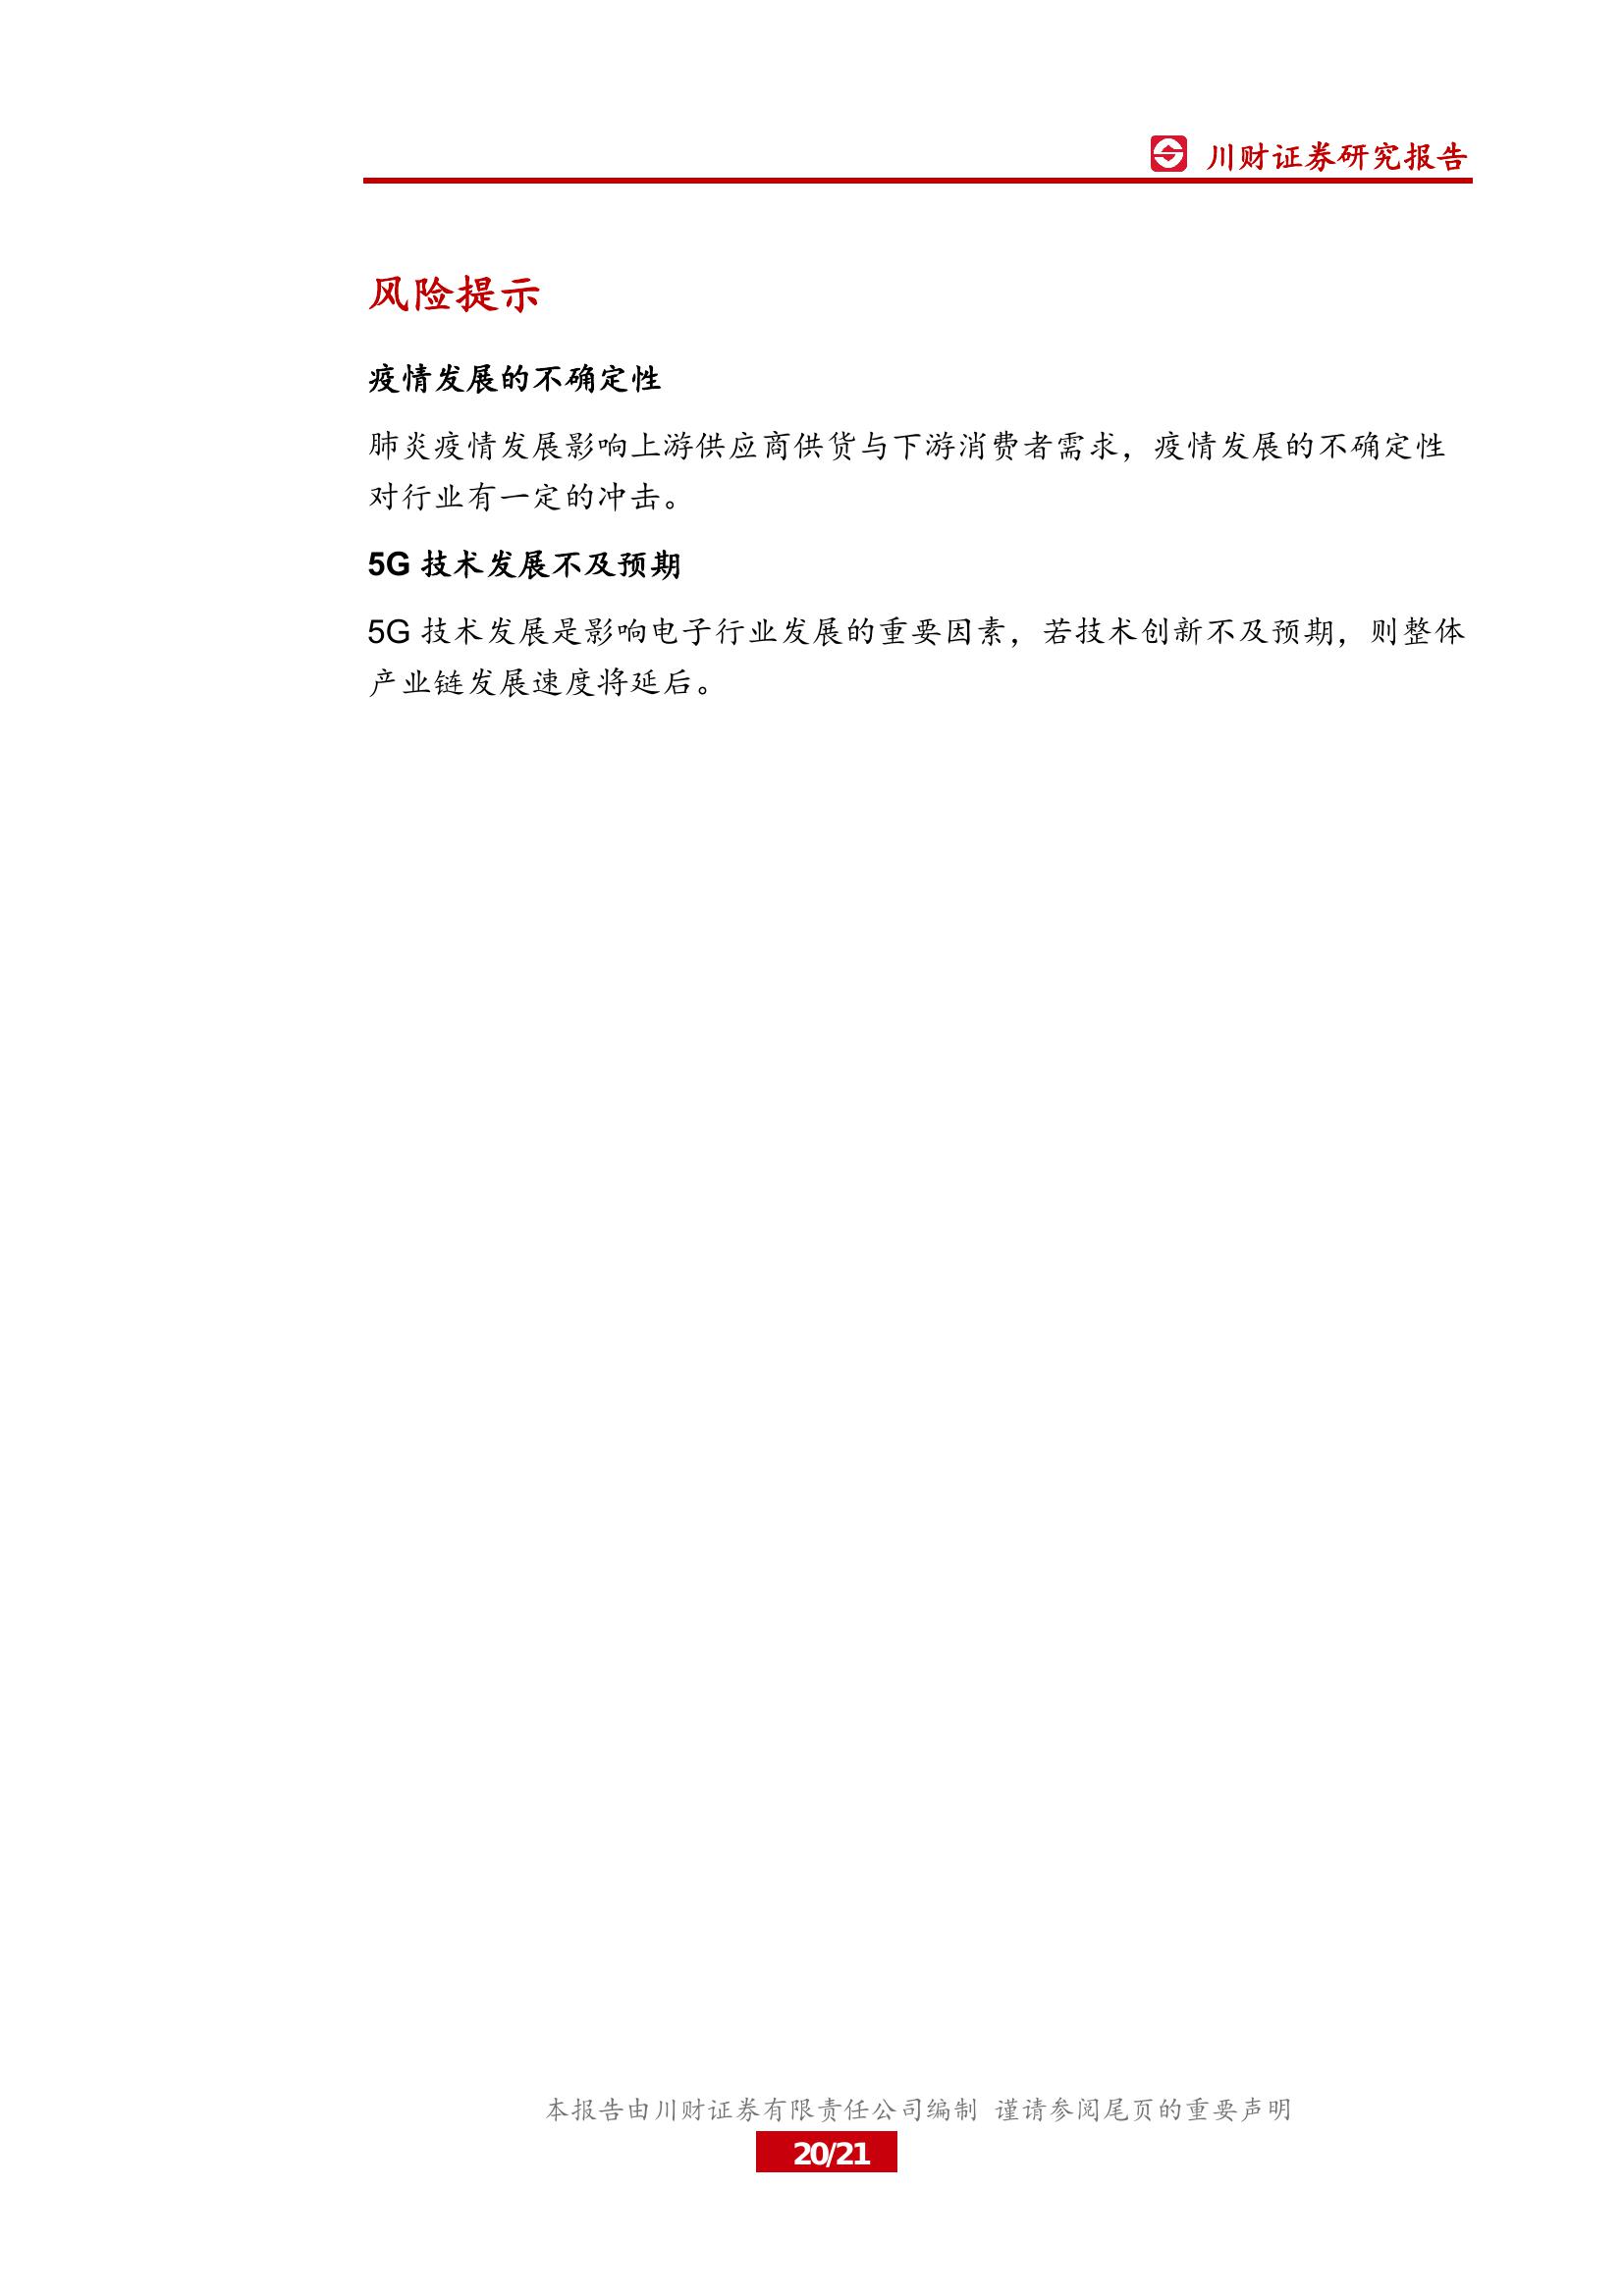 川财证券研究报告
风险提示
疫情发展的不确定性
肺炎疫情发展影响上游供应商供货与下游消费者需求，疫情发展的不确定性
对行业有一定的冲击。
5G 技术发展不及预期
5G 技术发展是影响电子行业发展的重要因素，若技术创新不及预期，则整体
产业链发展速度将延后。
本报告由川财证券有限责任公司编制 谨请参阅尾页的重要声明
20/21